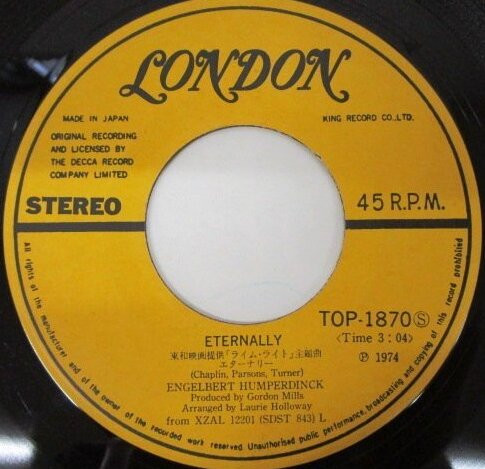 LONDON
MADE IN JAPAN
KING RECORD CO.,LTD.
ORIGINAL RECORDING
AND LICENSED BY
THE DECCA RECORD
COMPANY LIMITED
STEREO
45 R.P.M.
TOP-1870 Ⓢ
(Time 3:04)
Ⓟ 1974
ETERNALLY
東和映画提供「ライム・ライト」主題曲
エターナリー
(Chaplin, Parsons, Turner)
ENGELBERT HUMPERDINCK
Produced by Gordon Mills
Arranged by Laurie Holloway
from XZAL 12201 (SDST 843) L
All rights of the manufacturer and of the owner of the recorded work reserved Unauthorised public performance, broadcasting and copying of this record prohibited